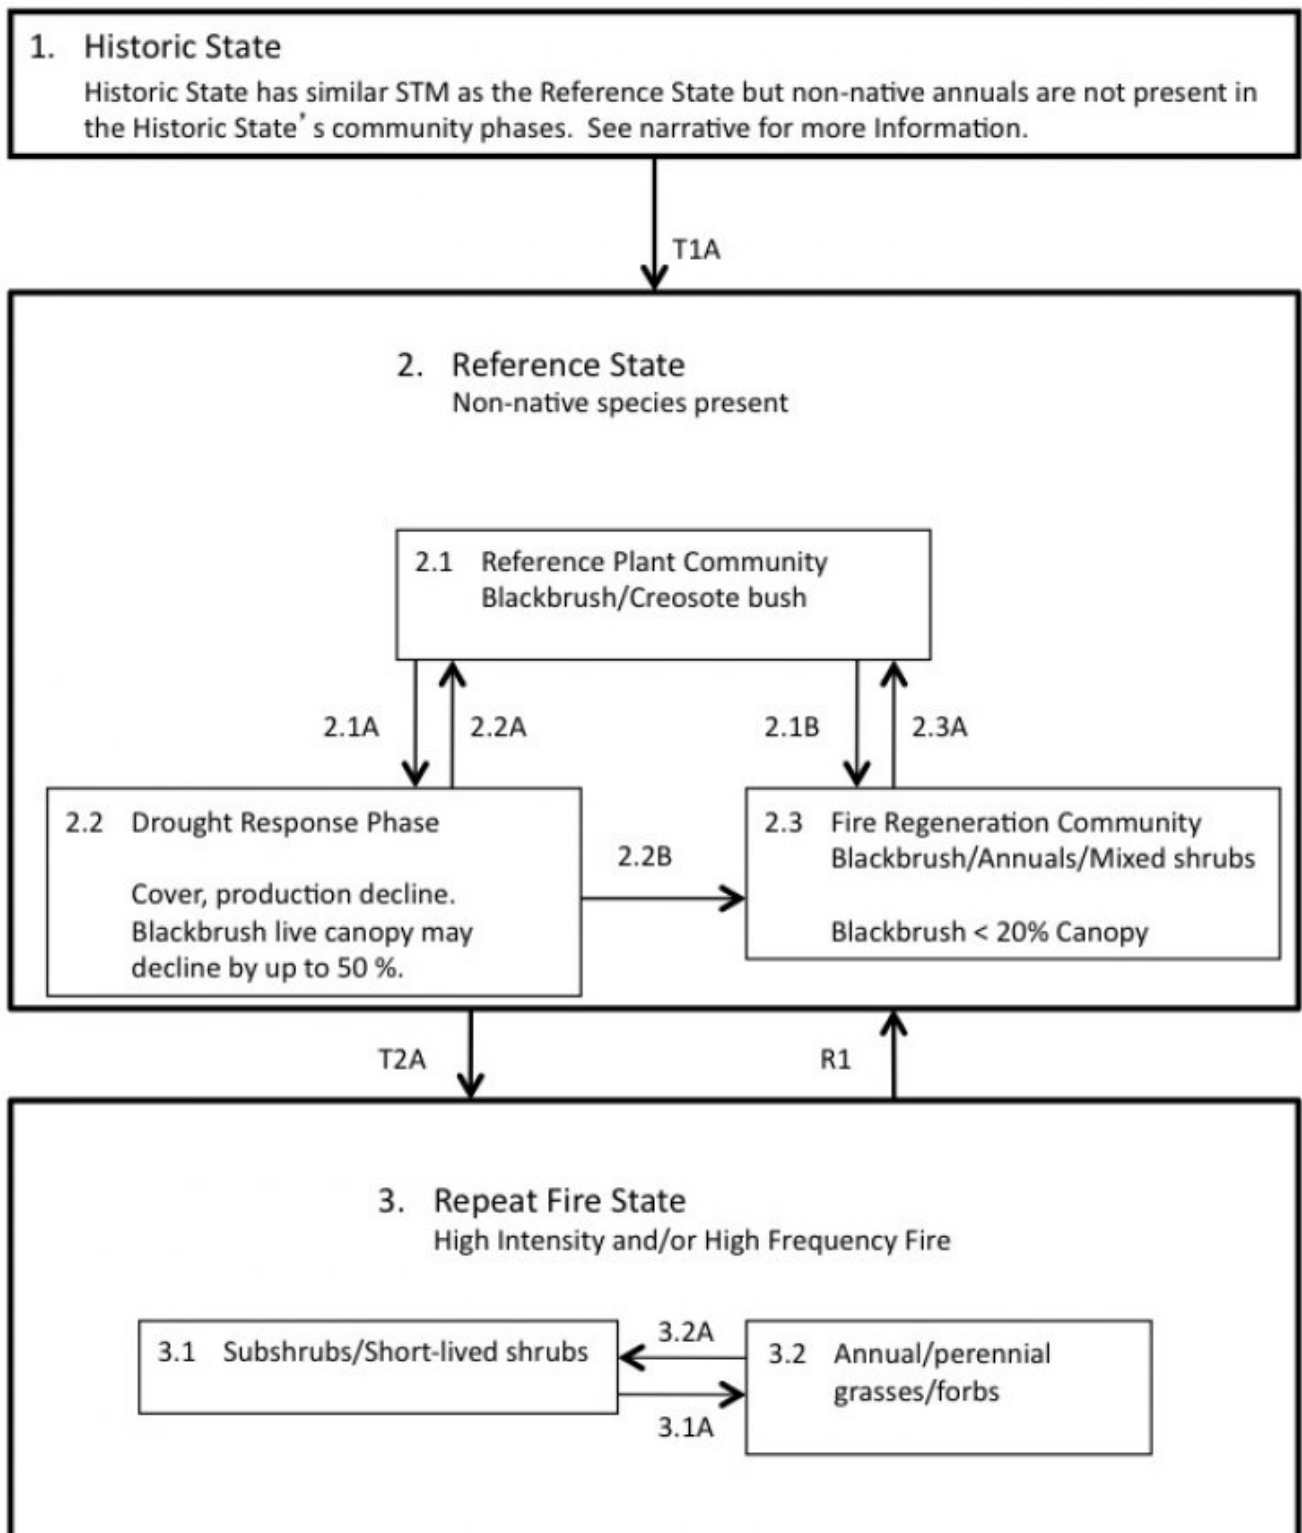 1. Historic State
Historic State has similar STM as the Reference State but non-native annuals are not present in
the Historic State's community phases. See narrative for more Information.
T1A
2. Reference State
Non-native species present
2.1 Reference Plant Community
Blackbrush/Creosote bush
2.1A
2.2A
2.1B
2.3A
2.2 Drought Response Phase
Cover, production decline.
Blackbrush live canopy may
decline by up to 50 %.
2.2B
2.3 Fire Regeneration Community
Blackbrush/Annuals/Mixed shrubs
Blackbrush < 20% Canopy
T2A
R1
3. Repeat Fire State
High Intensity and/or High Frequency Fire
3.1 Subshrubs/Short-lived shrubs
3.2A
3.1A
3.2 Annual/perennial
grasses/forbs